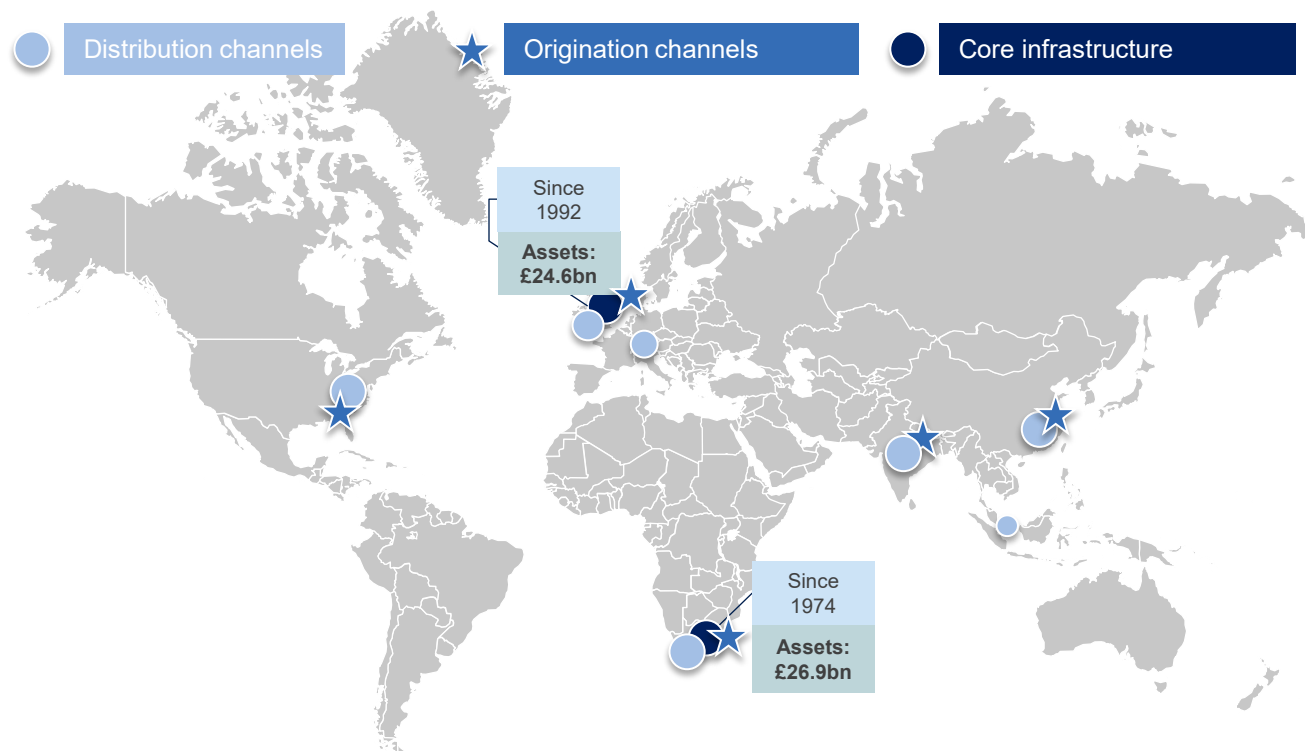 Distribution channels
Origination channels
Core infrastructure
Since
1992
Assets:
£24.6bn
Since
1974
Assets:
£26.9bn